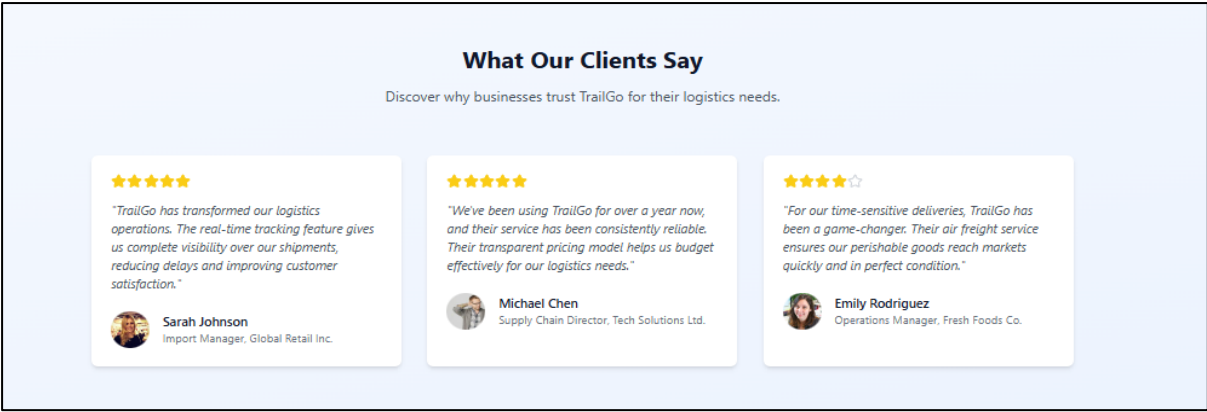 What Our Clients Say
Discover why businesses trust TrailGo for their logistics needs.
"TrailGo has transformed our logistics
operations. The real-time tracking feature gives
us complete visibility over our shipments,
reducing delays and improving customer
satisfaction."
Sarah Johnson
Import Manager, Global Retail Inc.
"We've been using TrailGo for over a year now,
and their service has been consistently reliable.
Their transparent pricing model helps us budget
effectively for our logistics needs."
Michael Chen
Supply Chain Director, Tech Solutions Ltd.
"For our time-sensitive deliveries, TrailGo has
been a game-changer. Their air freight service
ensures our perishable goods reach markets
quickly and in perfect condition."
Emily Rodriguez
Operations Manager, Fresh Foods Co.